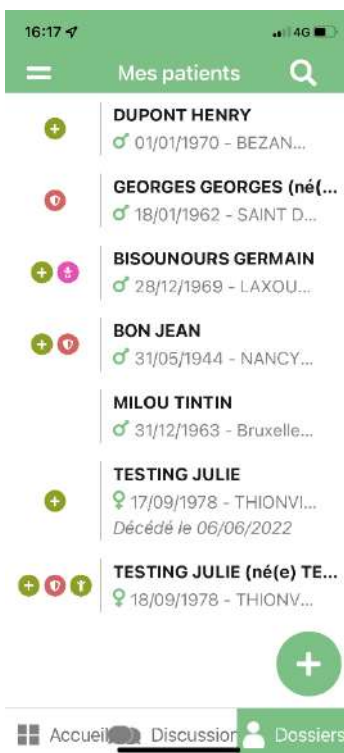 16:17 4G
Mes patients
DUPONT HENRY
01/01/1970 - BEZAN...
GEORGES GEORGES (né(...
18/01/1962 - SAINT D...
BISOUNOURS GERMAIN
28/12/1969 - LAXOU...
BON JEAN
31/05/1944 - NANCY...
MILOU TINTIN
31/12/1963 - Bruxelle...
TESTING JULIE
17/09/1978 - THIONVI...
Décédé le 06/06/2022
TESTING JULIE (né(e) TE...
18/09/1978 - THIONV...
+
Accueil Discussion Dossiers